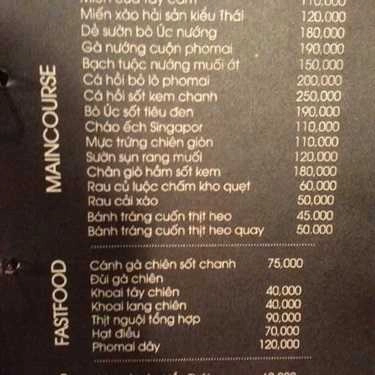 Miến cua tay cầm 110,000
Miến xào hải sản kiểu Thái 120,000
Dẻ sườn bò Úc nướng 180,000
Gà nướng cuộn phomai 190,000
Bạch tuộc nướng muối ớt 150,000
Cá hồi bỏ lò phomai 200,000
Cá hồi sốt kem chanh 250,000
Bò Úc sốt tiêu đen 190,000
Cháo ếch Singapor 110,000
Mực trứng chiên giòn 110,000
Sườn sụn rang muối 120,000
Chân giò hầm sốt kem 180,000
Rau củ luộc chấm kho quẹt 60,000
Rau cải xào 50,000
Bánh tráng cuốn thịt heo 45.000
Bánh tráng cuốn thịt heo quay 50.000
MAINCOURSE
Cánh gà chiên sốt chanh 75,000
Đùi gà chiên
Khoai tây chiên 40,000
Khoai lang chiên 40,000
Thịt nguội tổng hợp 90,000
Hạt điều 70,000
Phomai dây 120,000
FASTFOOD